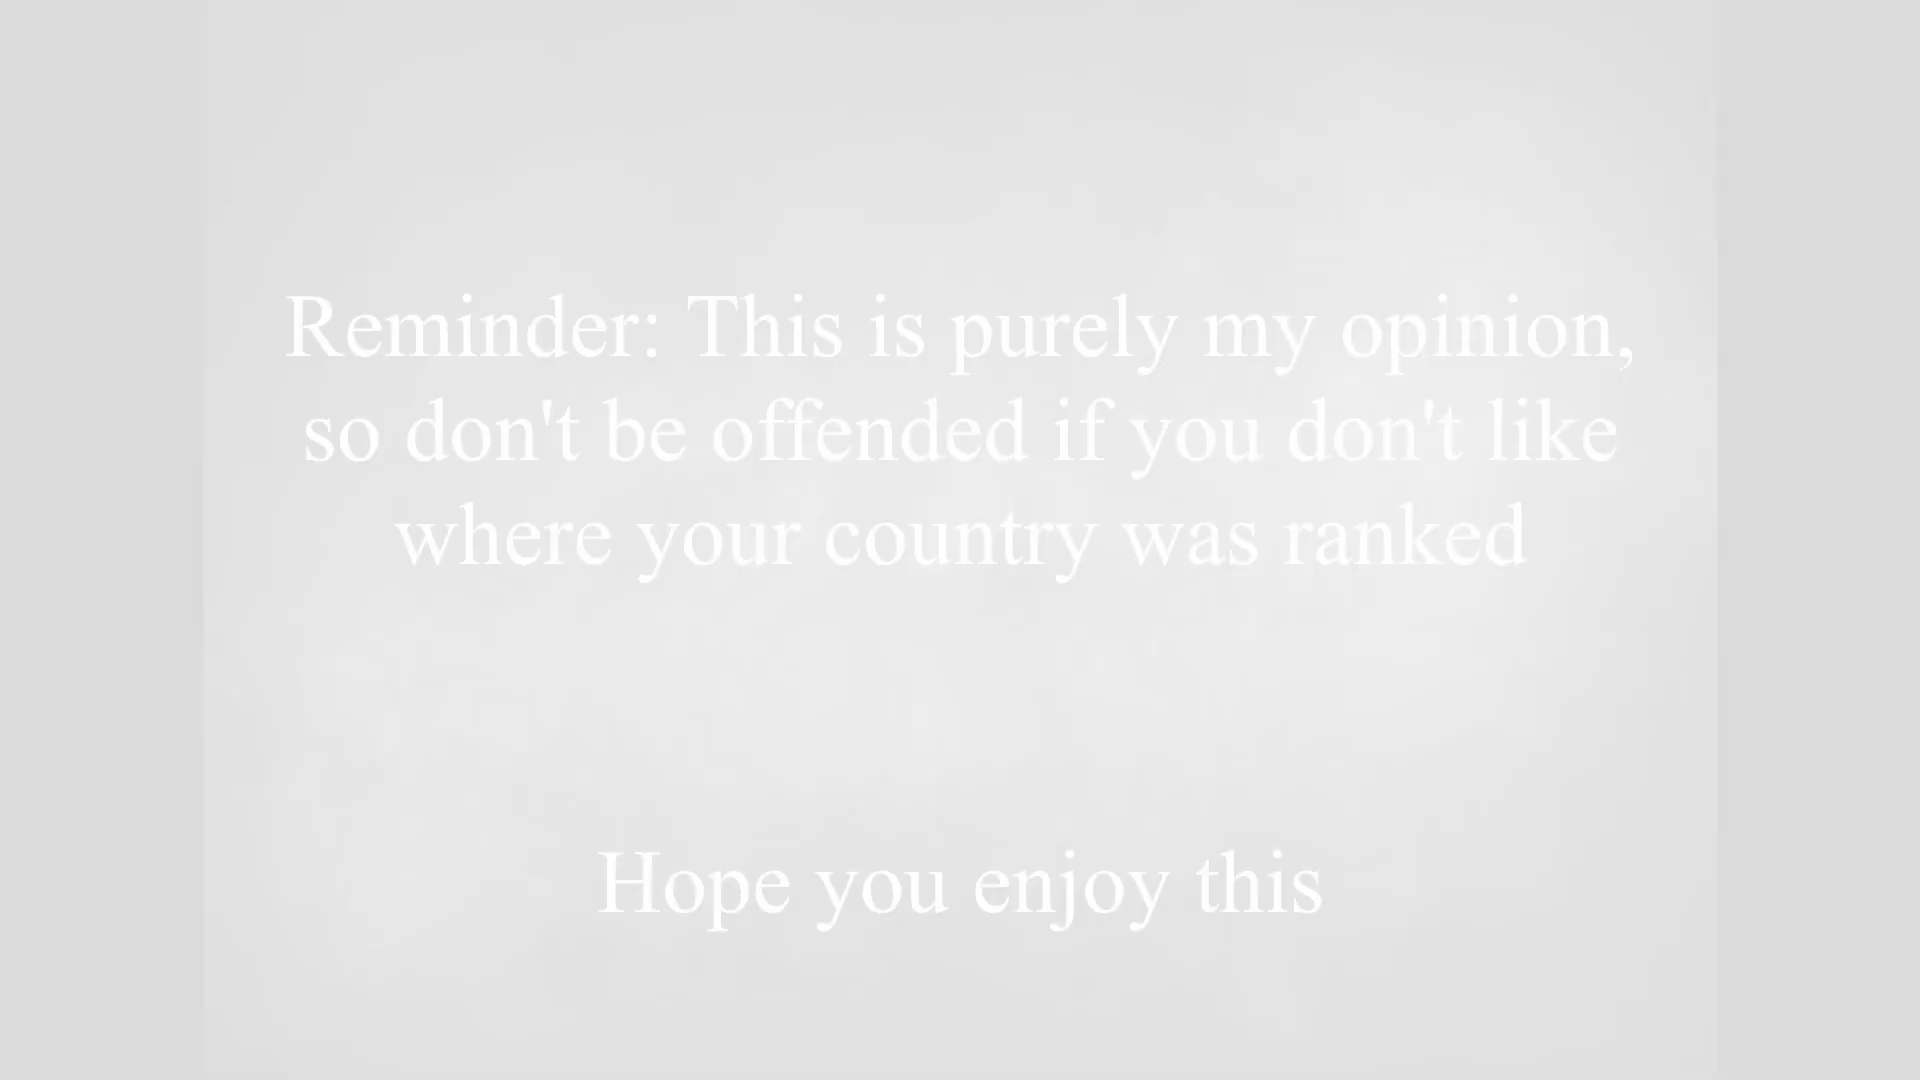 Reminder: This is purely my opinion,
so don't be offended if you don't like
where your country was ranked
Hope you enjoy this